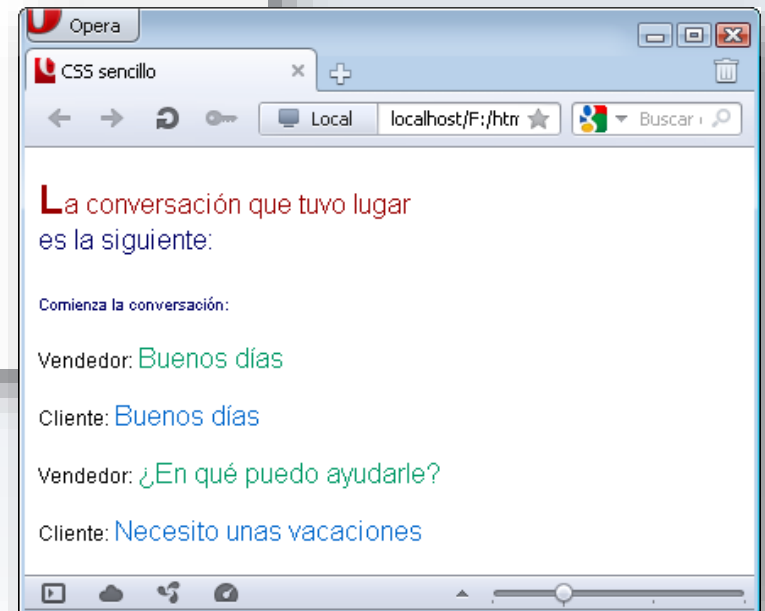 Opera
CSS sencillo
Local localhost/F:/htm Buscar
La conversación que tuvo lugar
es la siguiente:
Comienza la conversación:
Vendedor: Buenos días
Cliente: Buenos días
Vendedor: ¿En qué puedo ayudarle?
Cliente: Necesito unas vacaciones